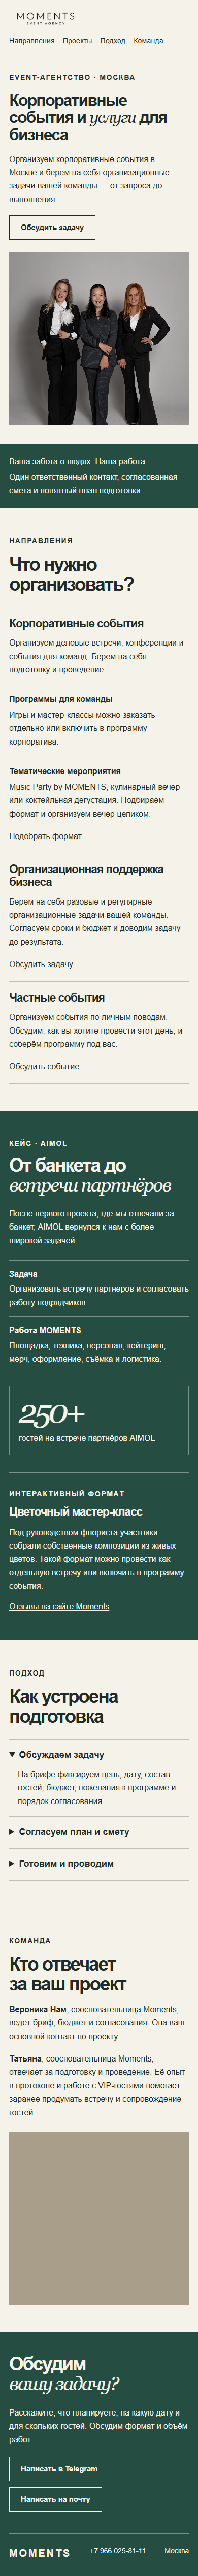 MOMENTS
EVENT AGENCY
Направления Проекты Подход Команда
EVENT-АГЕНТСТВО · МОСКВА
Корпоративные
события и услуги для
бизнеса
Организуем корпоративные события в
Москве и берём на себя организационные
задачи вашей команды — от запроса до
выполнения.
Обсудить задачу
Ваша забота о людях. Наша работа.
Один ответственный контакт, согласованная
смета и понятный план подготовки.
НАПРАВЛЕНИЯ
Что нужно
организовать?
Корпоративные события
Организуем деловые встречи, конференции и
события для команд. Берём на себя
подготовку и проведение.
Программы для команды
Игры и мастер-классы можно заказать
отдельно или включить в программу
корпоратива.
Тематические мероприятия
Music Party by MOMENTS, кулинарный вечер
или коктейльная дегустация. Подбираем
формат и организуем вечер целиком.
Подобрать формат
Организационная поддержка
бизнеса
Берём на себя разовые и регулярные
организационные задачи вашей команды.
Согласуем сроки и бюджет и доводим задачу
до результата.
Обсудить задачу
Частные события
Организуем события по личным поводам.
Обсудим, как вы хотите провести этот день, и
соберём программу под вас.
Обсудить событие
КЕЙС · AIMOL
От банкета до
встречи партнёров
После первого проекта, где мы отвечали за
банкет, AIMOL вернулся к нам с более
широкой задачей.
Задача
Организовать встречу партнёров и согласовать
работу подрядчиков.
Работа MOMENTS
Площадка, техника, персонал, кейтеринг,
мерч, оформление, съёмка и логистика.
250+
гостей на встрече партнёров AIMOL
ИНТЕРАКТИВНЫЙ ФОРМАТ
Цветочный мастер-класс
Под руководством флориста участники
собрали собственные композиции из живых
цветов. Такой формат можно провести как
отдельную встречу или включить в программу
события.
Отзывы на сайте Moments
ПОДХОД
Как устроена
подготовка
▼ Обсуждаем задачу
На брифе фиксируем цель, дату, состав
гостей, бюджет, пожелания к программе и
порядок согласования.
▶ Согласуем план и смету
▶ Готовим и проводим
КОМАНДА
Кто отвечает
за ваш проект
Вероника Нам, сооснователь­ница Moments,
ведёт бриф, бюджет и согласования. Она ваш
основной контакт по проекту.
Татьяна, сооснователь­ница Moments,
отвечает за подготовку и проведение. Её опыт
в протоколе и работе с VIP-гостями помогает
заранее продумать встречу и сопровождение
гостей.
Обсудим
вашу задачу?
Расскажите, что планируете, на какую дату и
для скольких гостей. Обсудим формат и объём
работ.
Написать в Telegram
Написать на почту
MOMENTS +7 966 025-81-11 Москва